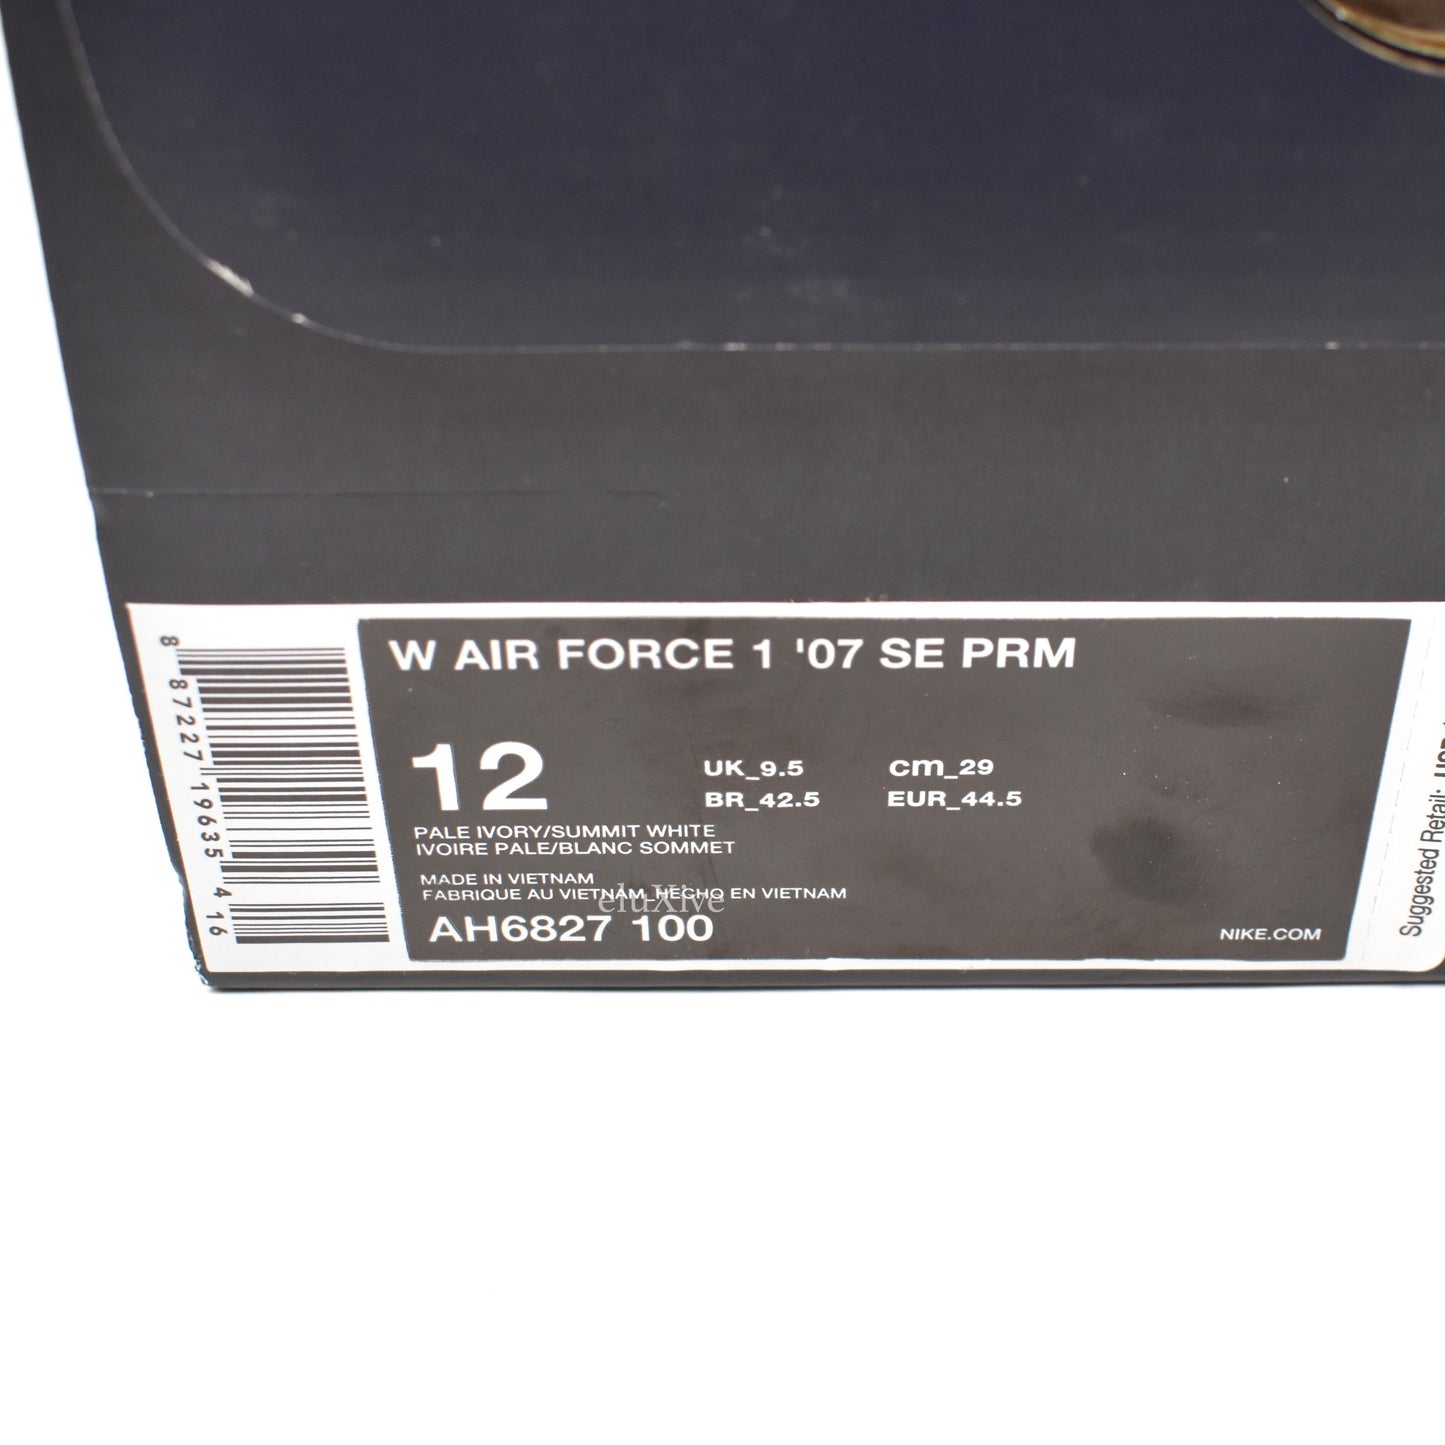 W AIR FORCE 1 '07 SE PRM
12
UK_9.5 cm_29
BR_42.5 EUR_44.5
PALE IVORY/SUMMIT WHITE
IVOIRE PALE/BLANC SOMMET
MADE IN VIETNAM
FABRIQUE AU VIETNAM_HECHO EN VIETNAM
eluXive
AH6827 100
NIKE.COM
8 87227 19635 4 16
Suggested Retail: